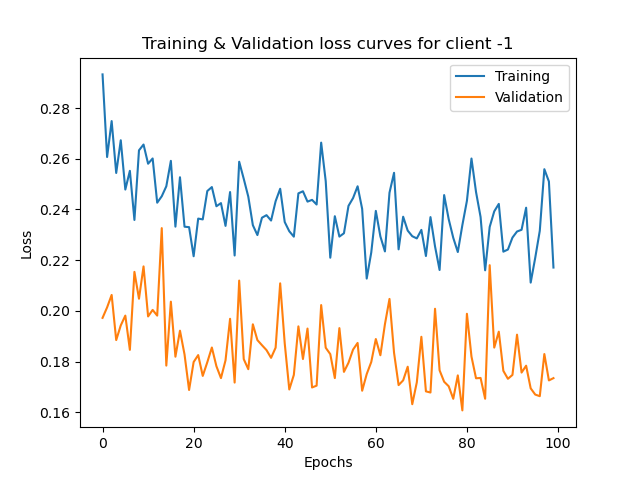 Training & Validation loss curves for client -1
Training
Validation
0.28
0.26
0.24
0.22
0.20
0.18
0.16
Loss
0
20
40
60
80
100
Epochs